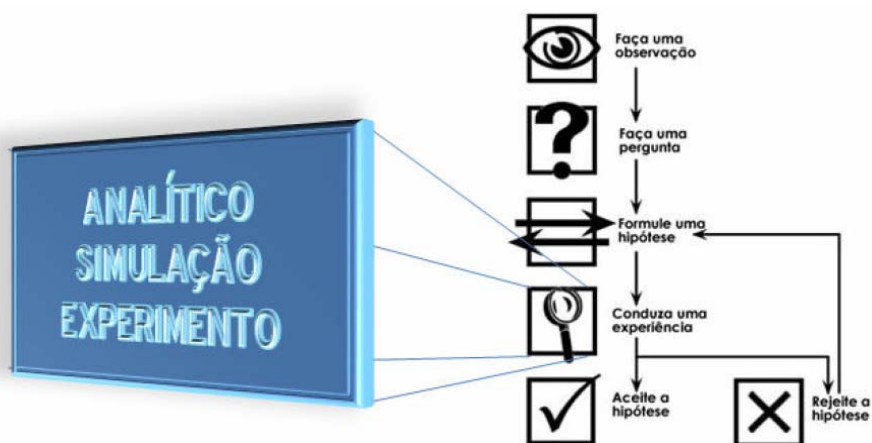 ANALÍTICO
SIMULAÇÃO
EXPERIMENTO
Faça uma
observação
?
Faça uma
pergunta
Formule uma
hipótese
Conduza uma
experiência
Aceite a
hipótese
Rejeite a
hipótese